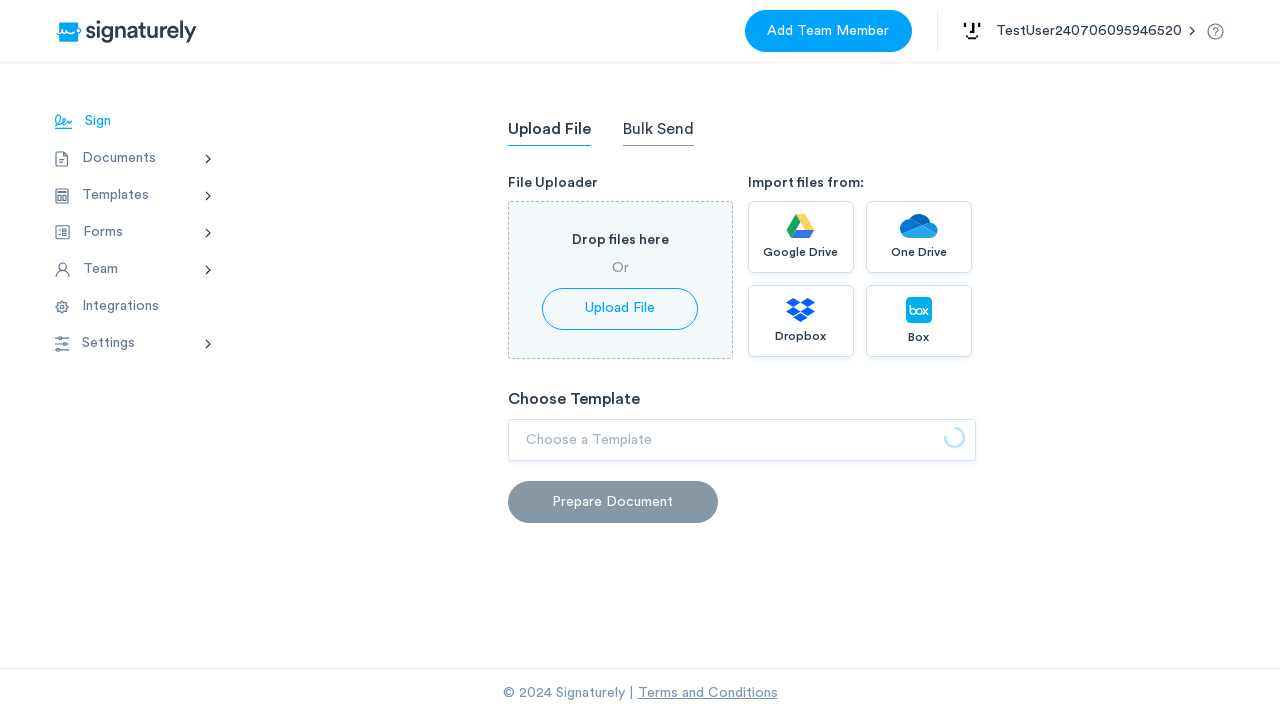 signaturely
Add Team Member
TestUser240706095946520
Sign
Documents
Templates
Forms
Team
Integrations
Settings
Upload File
Bulk Send
File Uploader
Drop files here
Or
Upload File
Import files from:
Google Drive
One Drive
Dropbox
box
Box
Choose Template
Choose a Template
Prepare Document
© 2024 Signaturely | Terms and Conditions